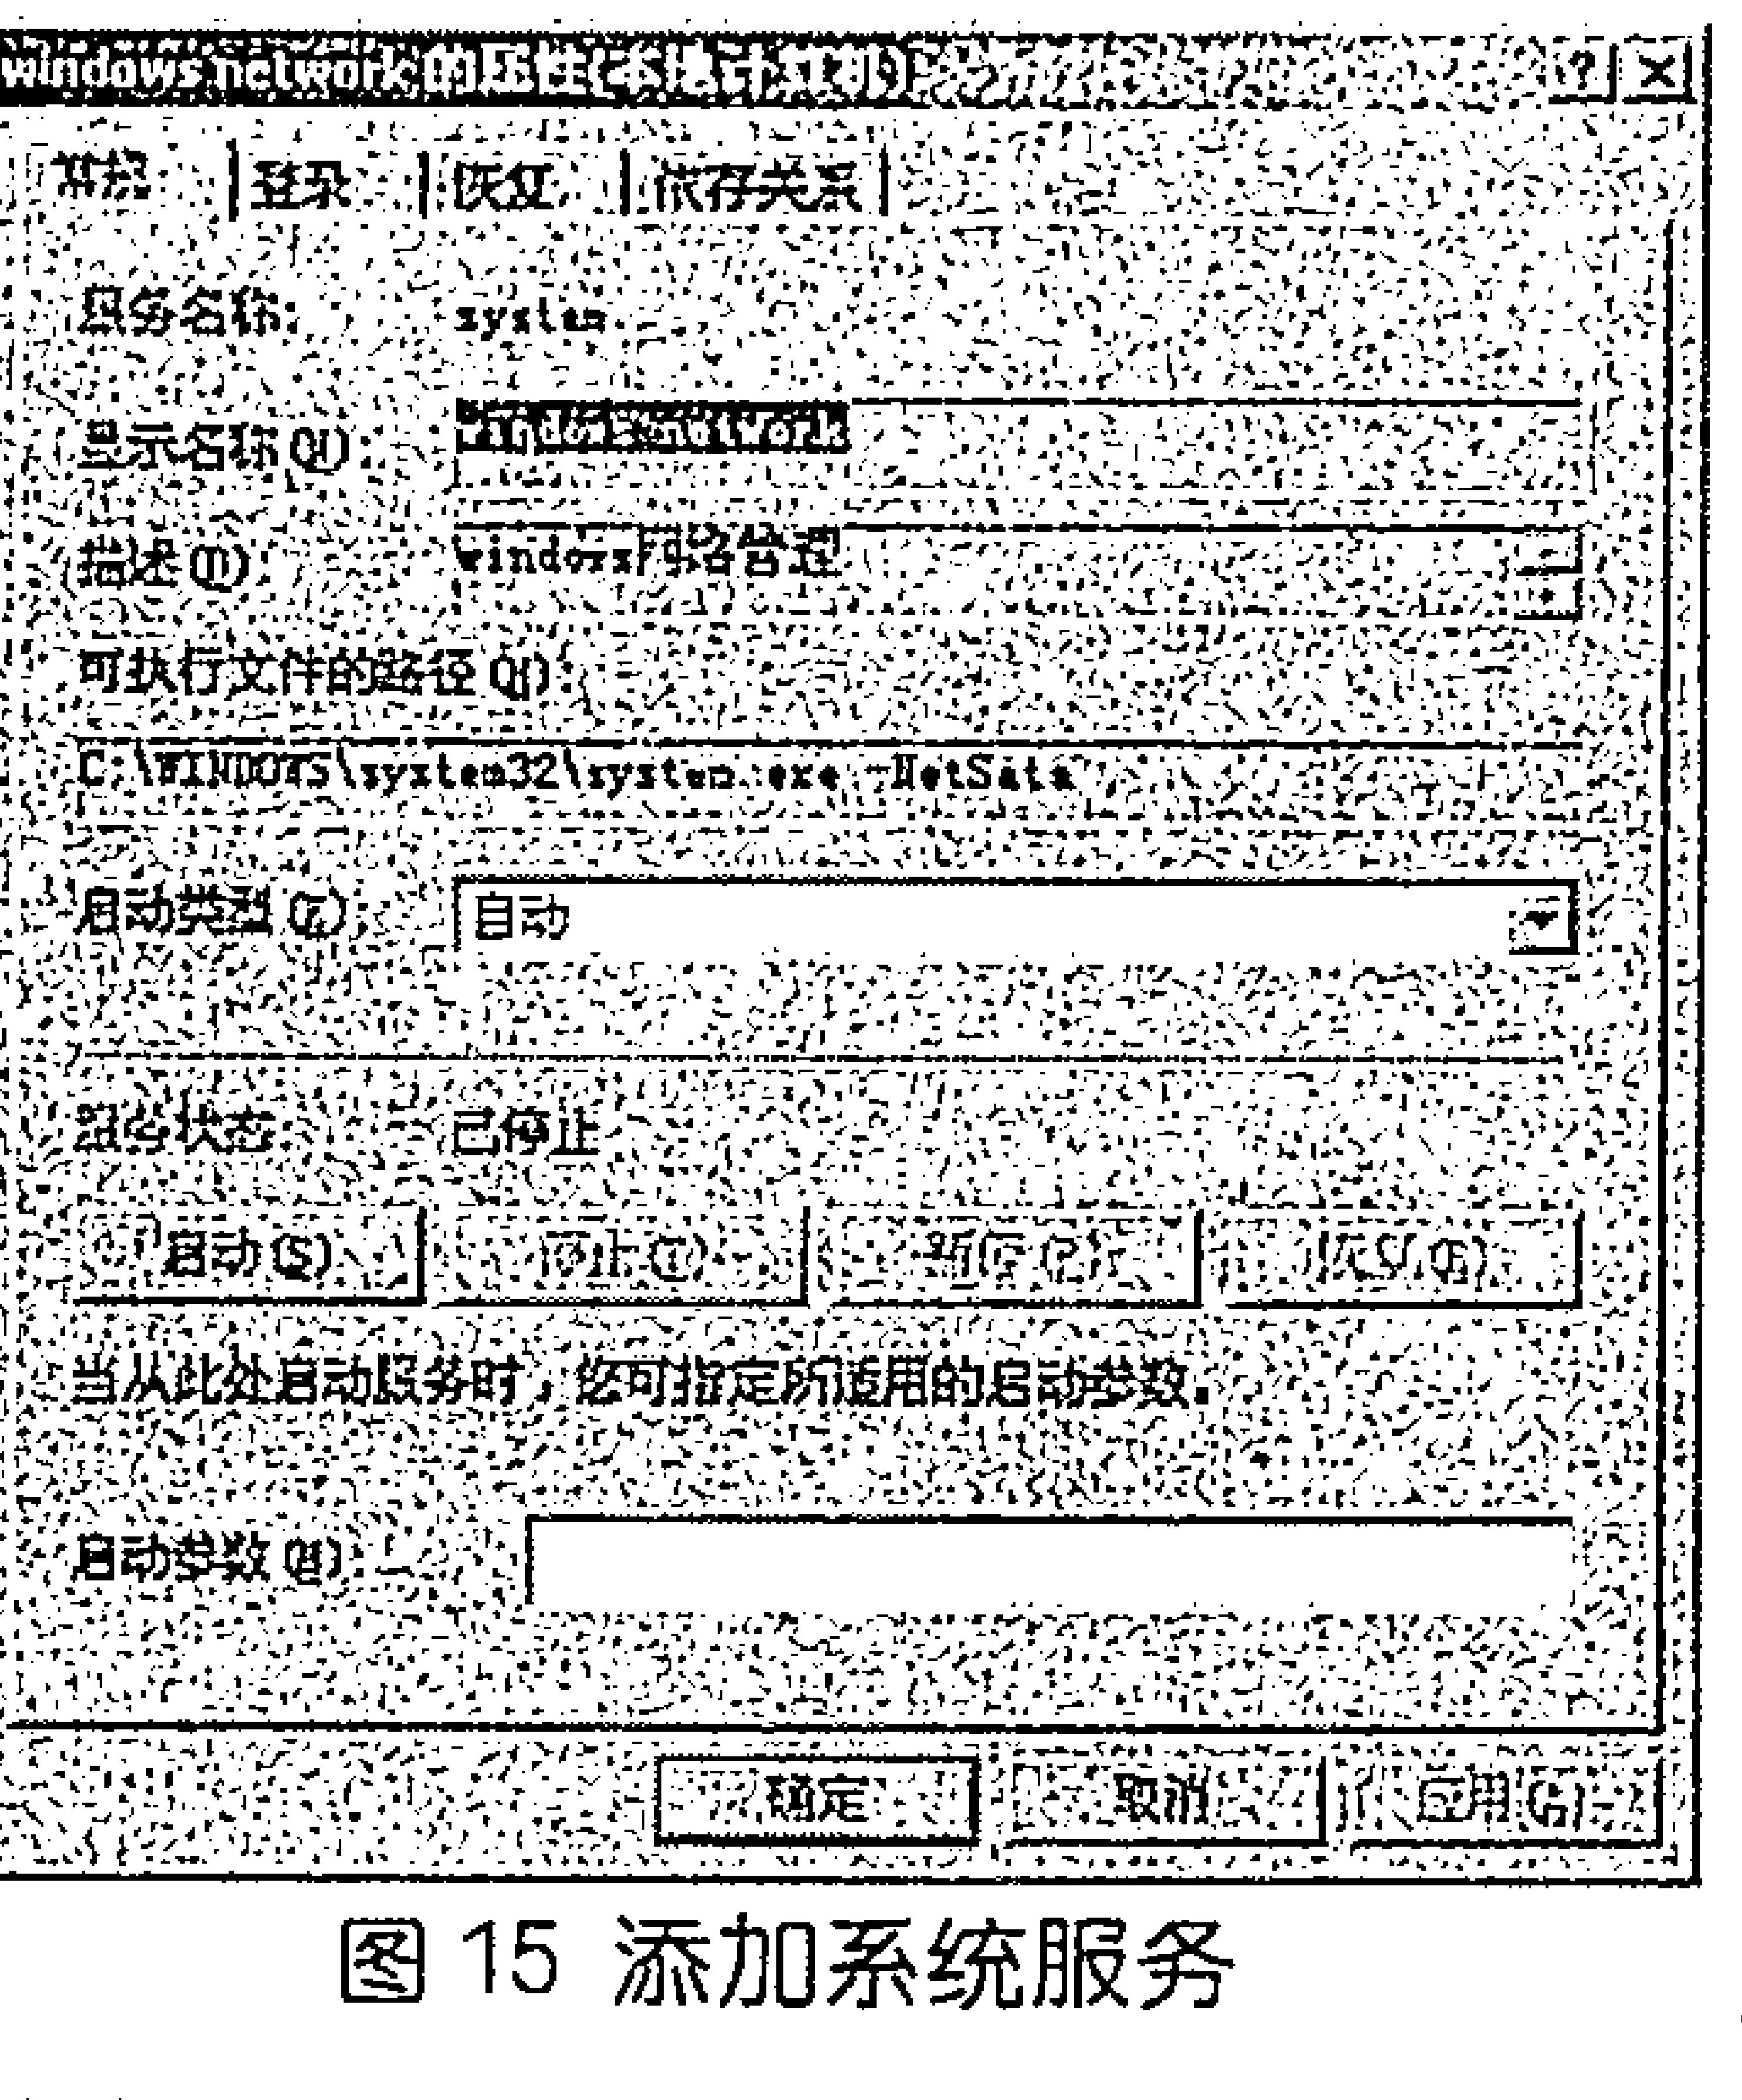 windows network的属性(本地计算机)
常规 登录 恢复 依存关系
服务名称: system
显示名称(N): windows network
描述(D): windows网络管理
可执行文件的路径(H):
C:\WINDOWS\system32\system.exe -NetSata
启动类型(E): 自动
服务状态: 已停止
启动(S) 停止(T) 暂停(P) 恢复(R)
当从此处启动服务时，您可指定所适用的启动参数。
启动参数(M):
确定 取消 应用(A)
图 15 添加系统服务